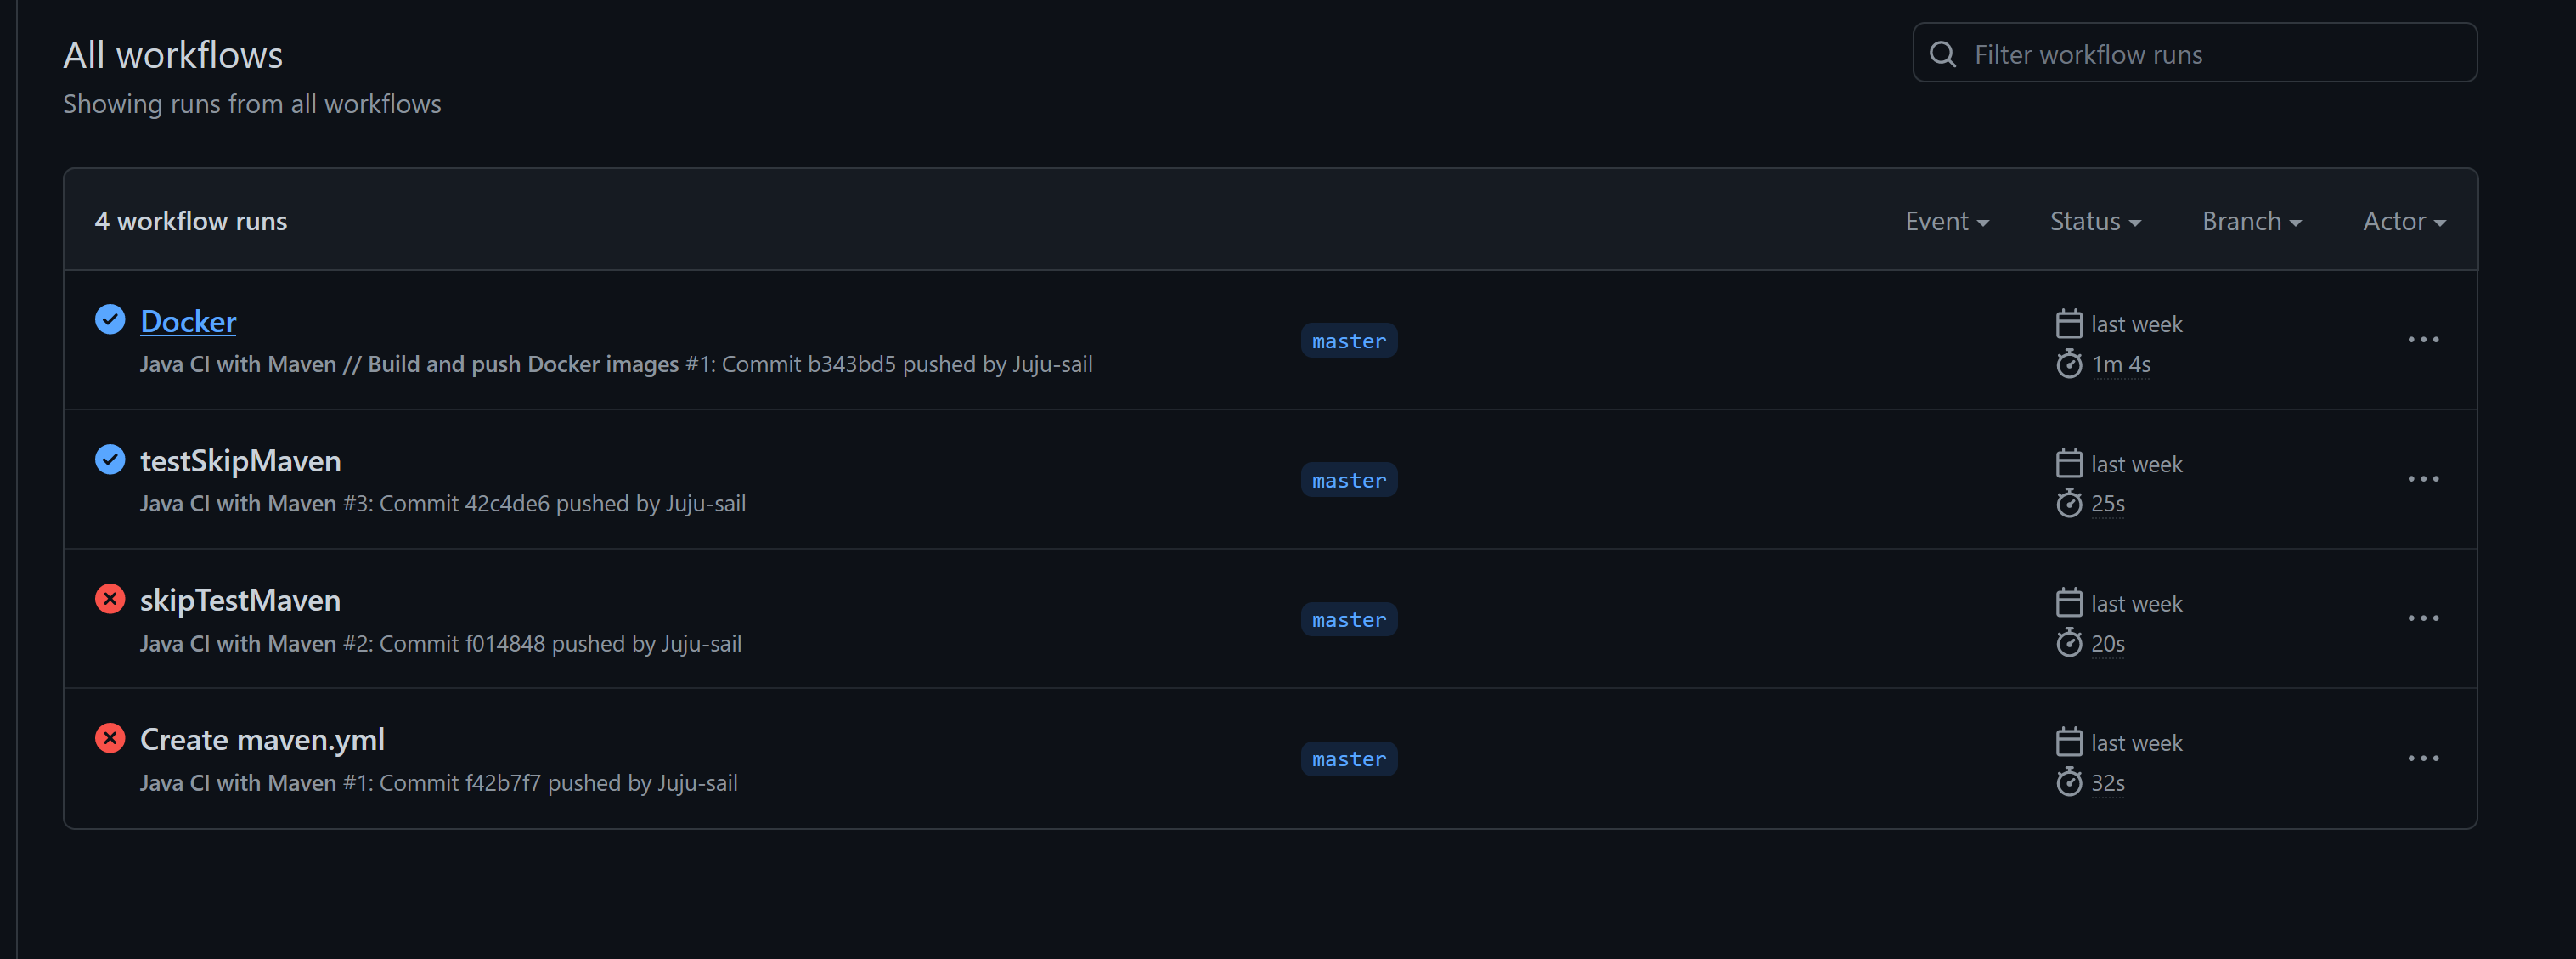 All workflows
Filter workflow runs
Showing runs from all workflows
4 workflow runs
Event
Status
Branch
Actor
Docker
Java CI with Maven // Build and push Docker images #1: Commit b343bd5 pushed by Juju-sail
master
last week
1m 4s
testSkipMaven
Java CI with Maven #3: Commit 42c4de6 pushed by Juju-sail
master
last week
25s
skipTestMaven
Java CI with Maven #2: Commit f014848 pushed by Juju-sail
master
last week
20s
Create maven.yml
Java CI with Maven #1: Commit f42b7f7 pushed by Juju-sail
master
last week
32s